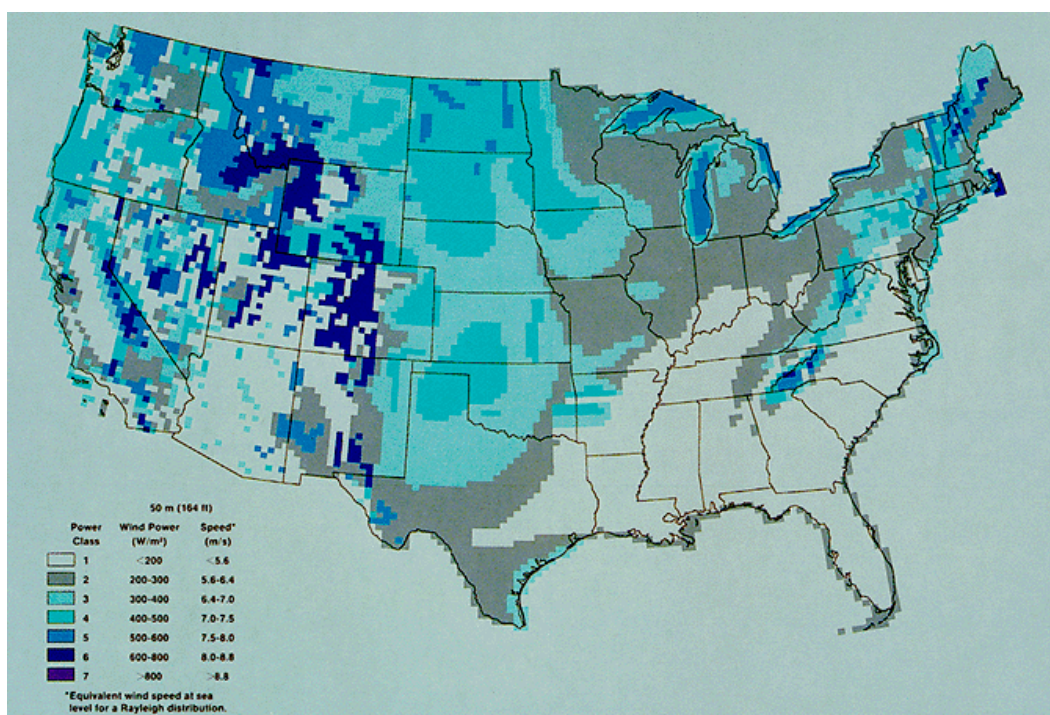 50 m (164 ft)
Power Wind Power Speed*
Class (W/m²) (m/s)
1 <200 <5.6
2 200-300 5.6-6.4
3 300-400 6.4-7.0
4 400-500 7.0-7.5
5 500-600 7.5-8.0
6 600-800 8.0-8.8
7 >800 >8.8
*Equivalent wind speed at sea
level for a Rayleigh distribution.